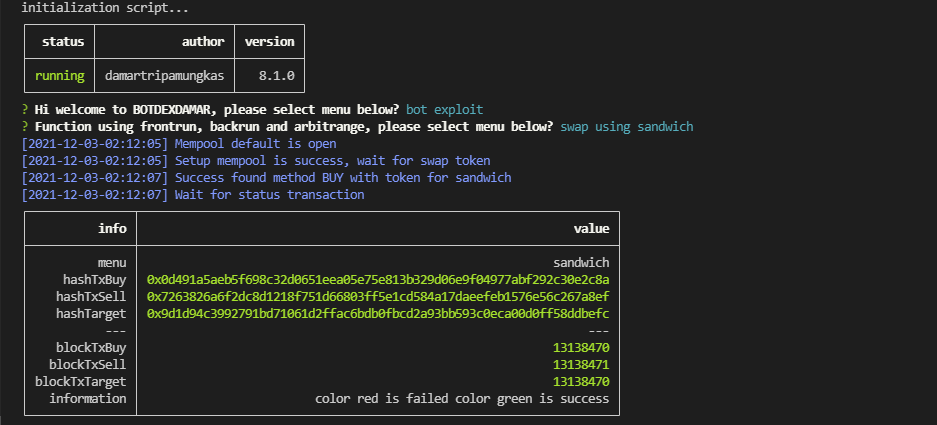 initialization script...
status author version
running damartripamungkas 8.1.0
? Hi welcome to BOTDEXDAMAR, please select menu below? bot exploit
? Function using frontrun, backrun and arbitrange, please select menu below? swap using sandwich
[2021-12-03-02:12:05] Mempool default is open
[2021-12-03-02:12:05] Setup mempool is success, wait for swap token
[2021-12-03-02:12:07] Success found method BUY with token for sandwich
[2021-12-03-02:12:07] Wait for status transaction
info value
menu sandwich
hashTxBuy 0x0d491a5aeb5f698c32d0651eea05e75e813b329d06e9f04977abf292c30e2c8a
hashTxSell 0x7263826a6f2dc8d1218f751d66803ff5e1cd584a17daeefeb1576e56c267a8ef
hashTarget 0x9d1d94c3992791bd71061d2ffac6bdb0fbcd2a93bb593c0eca00d0ff58ddbefc
--- ---
blockTxBuy 13138470
blockTxSell 13138471
blockTxTarget 13138470
information color red is failed color green is success